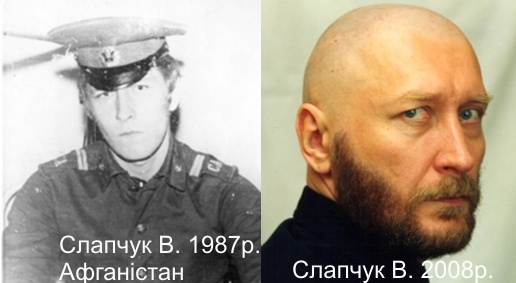 Слапчук В. 1987р.
Афганістан
Слапчук В. 2008р.